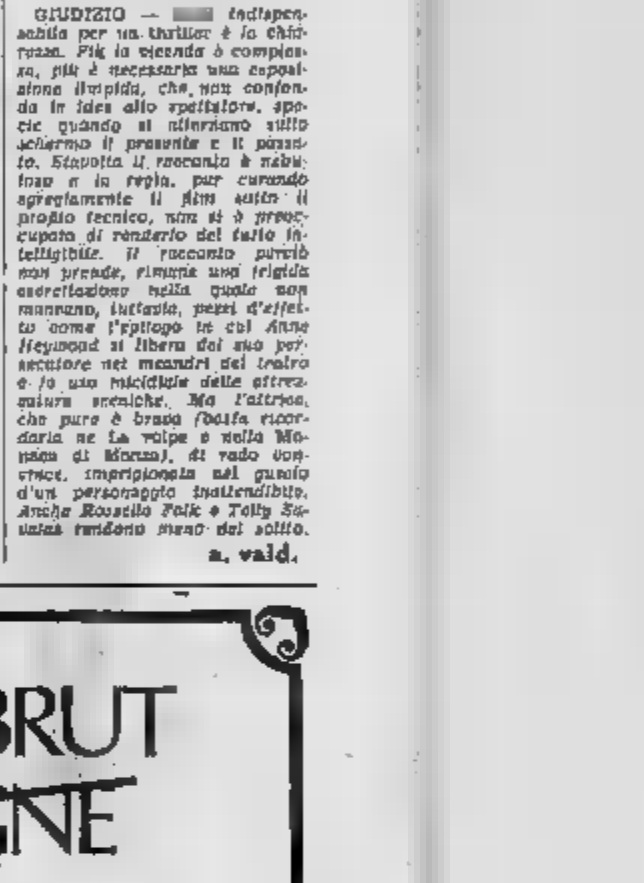 GIUDIZIO — indispen-
sabile per un thriller è la chia-
rezza. Più la vicenda è comples-
sa, più è necessaria una esposi-
zione limpida, che non confon-
da le idee allo spettatore, spe-
cie quando si alternano sullo
schermo il presente e il passa-
to. Stavolta il racconto è nebu-
loso e la regia, pur curando
egregiamente il film sotto il
profilo tecnico, non si è preoc-
cupata di renderlo del tutto in-
telligibile. Il racconto perciò
non prende, rimane una frigida
esercitazione nella quale non
mancano, tuttavia, pezzi d'effet-
to come l'epilogo in cui Anne
Heywood si libera del suo per-
secutore nei meandri del teatro
e fa uso micidiale delle attrez-
zature sceniche. Ma l'attrice,
che pure è brava (basta ricor-
darla ne La volpe e nella Mo-
naca di Monza), di rado con-
vince, imprigionata nel guscio
d'un personaggio inattendibile.
Anche Rossella Falk e Telly Sa-
valas rendono meno del solito.
a. vald.
BRUT
GNE